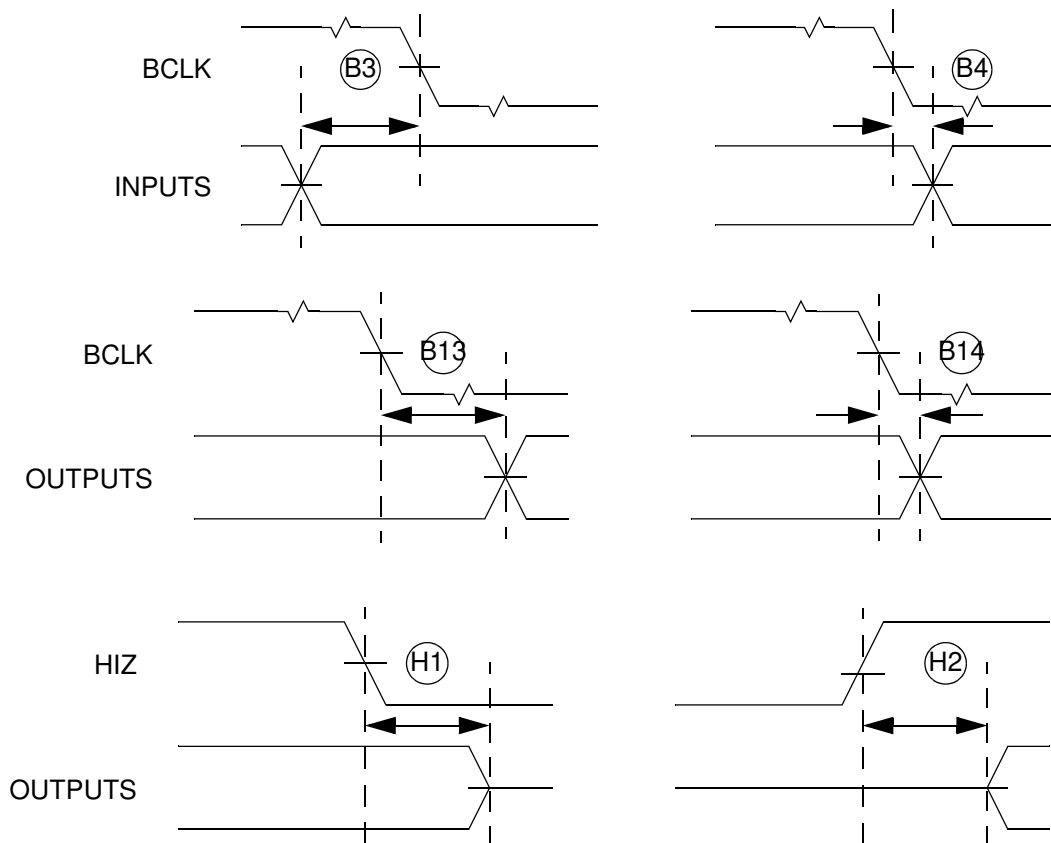 BCLK
B3
B4
INPUTS
BCLK
B13
B14
OUTPUTS
HIZ
H1
H2
OUTPUTS